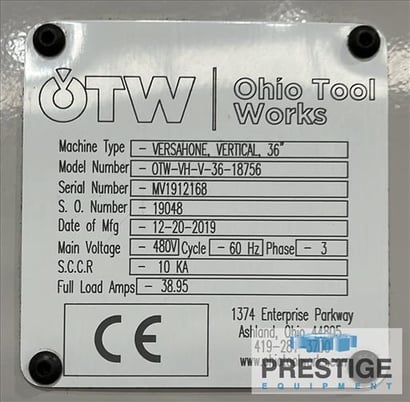 ÖTW | Ohio Tool Works
Machine Type - VERSAHONE, VERTICAL, 36"
Model Number - OTW-VH-V-36-18756
Serial Number - MV1912168
S. O. Number - 19048
Date of Mfg - 12-20-2019
Main Voltage - 480V Cycle - 60 Hz Phase - 3
S.C.C.R - 10 KA
Full Load Amps - 38.95
CE
1374 Enterprise Parkway
Ashland, Ohio 44805
PRESTIGE
EQUIPMENT